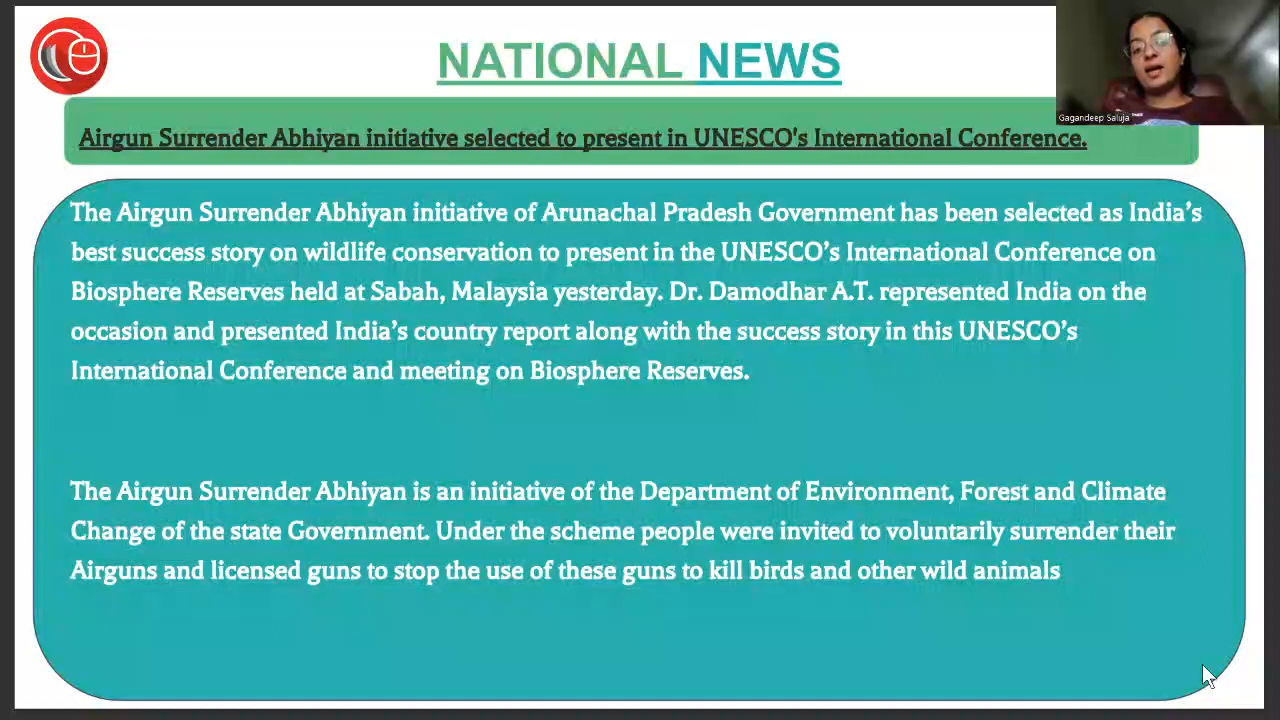 NATIONAL NEWS
Gagandeep Saluja
Airgun Surrender Abhiyan initiative selected to present in UNESCO's International Conference.
The Airgun Surrender Abhiyan initiative of Arunachal Pradesh Government has been selected as India’s
best success story on wildlife conservation to present in the UNESCO’s International Conference on
Biosphere Reserves held at Sabah, Malaysia yesterday. Dr. Damodhar A.T. represented India on the
occasion and presented India’s country report along with the success story in this UNESCO’s
International Conference and meeting on Biosphere Reserves.
The Airgun Surrender Abhiyan is an initiative of the Department of Environment, Forest and Climate
Change of the state Government. Under the scheme people were invited to voluntarily surrender their
Airguns and licensed guns to stop the use of these guns to kill birds and other wild animals